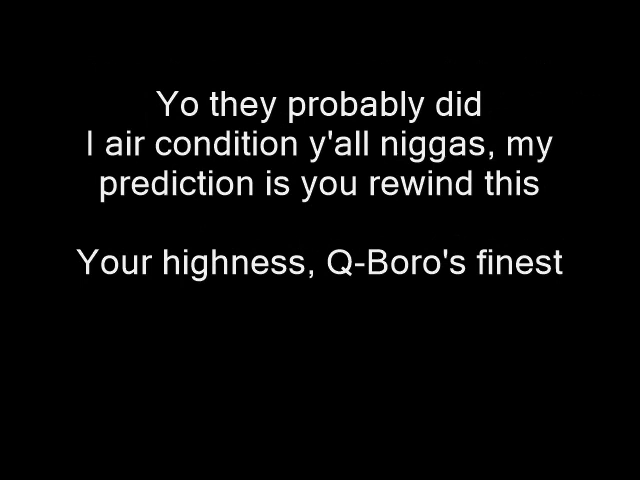 Yo they probably did
I air condition y'all niggas, my
prediction is you rewind this
Your highness, Q-Boro's finest